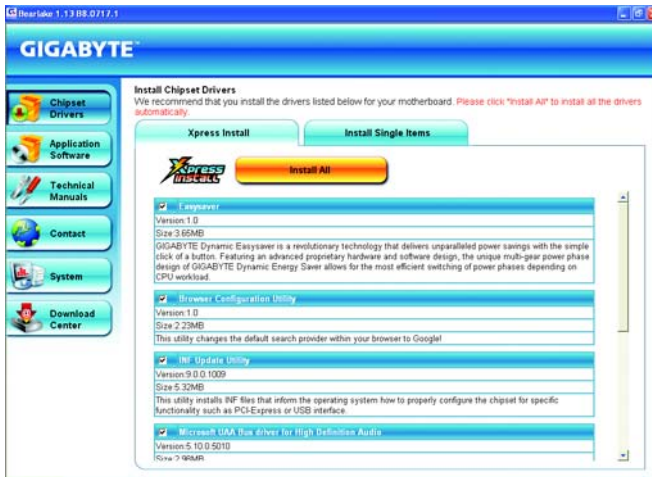 Bearlake 1.13 B8.0717.1
GIGABYTE™
Chipset
Drivers
Application
Software
Technical
Manuals
Contact
System
Download
Center
Install Chipset Drivers
We recommend that you install the drivers listed below for your motherboard. Please click "Install All" to install all the drivers
automatically.
Xpress Install
Install Single Items
Xpress
INSTALL
Install All
Easysaver
Version:1.0
Size:3.65MB
GIGABYTE Dynamic Easysaver is a revolutionary technology that delivers unparalleled power savings with the simple
click of a button. Featuring an advanced proprietary hardware and software design, the unique multi-gear power phase
design of GIGABYTE Dynamic Energy Saver allows for the most efficient switching of power phases depending on
CPU workload.
Browser Configuration Utility
Version:1.0
Size:2.23MB
This utility changes the default search provider within your browser to Google!
INF Update Utility
Version:9.0.0.1009
Size:5.32MB
This utility installs INF files that inform the operating system how to properly configure the chipset for specific
functionality such as PCI-Express or USB interface.
Microsoft UAA Bus driver for High Definition Audio
Version:5.10.0.5010
Size:2.98MB